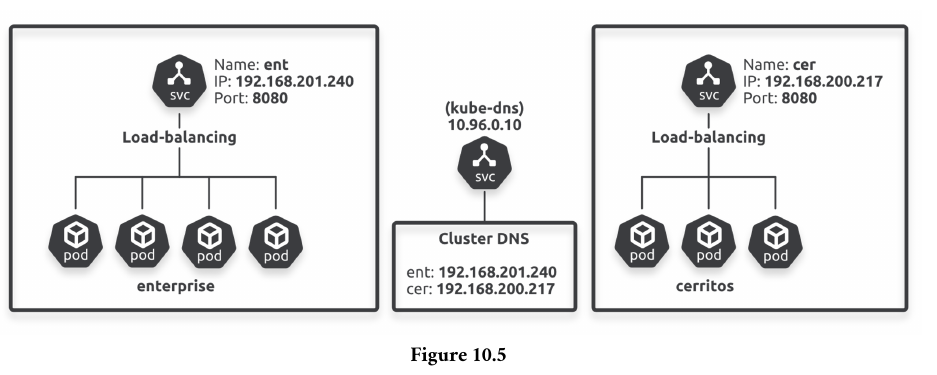 Name: ent
IP: 192.168.201.240
Port: 8080
svc
Load-balancing
pod
pod
pod
pod
enterprise
(kube-dns)
10.96.0.10
svc
Cluster DNS
ent: 192.168.201.240
cer: 192.168.200.217
Name: cer
IP: 192.168.200.217
Port: 8080
svc
Load-balancing
pod
pod
pod
cerritos
Figure 10.5